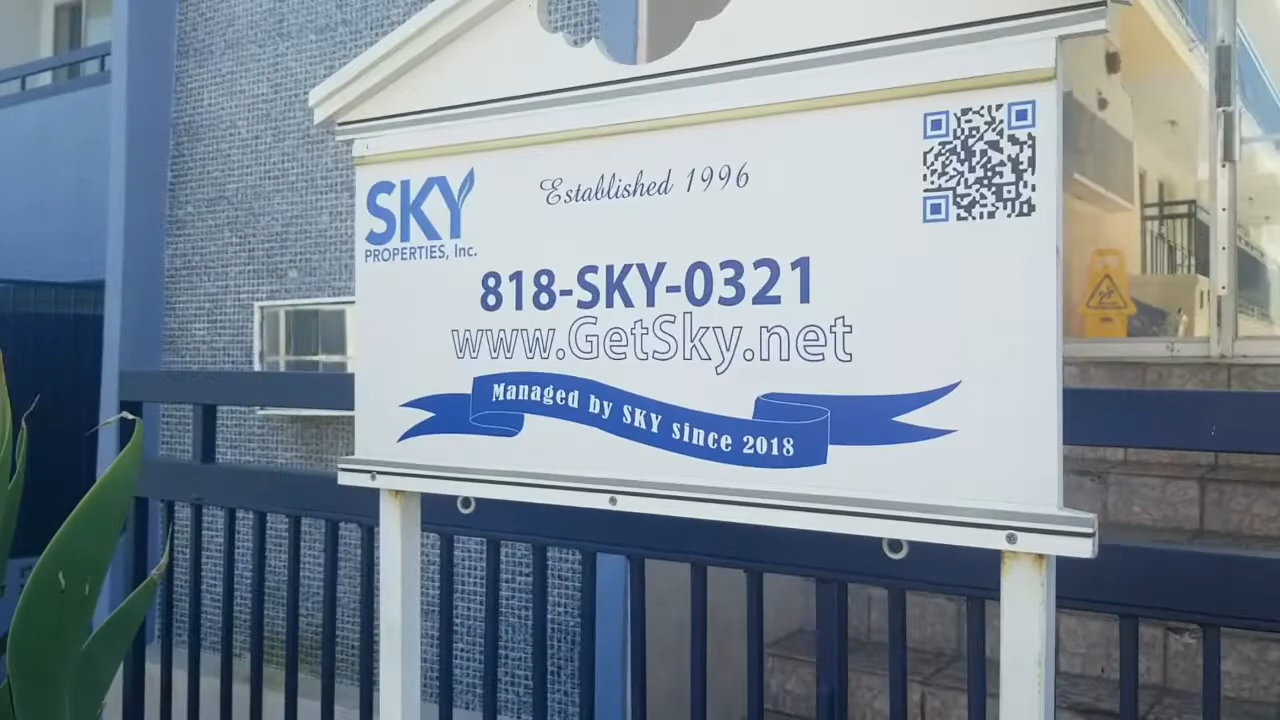 SKY
PROPERTIES, Inc.
Established 1996
818-SKY-0321
www.GetSky.net
Managed by SKY since 2018